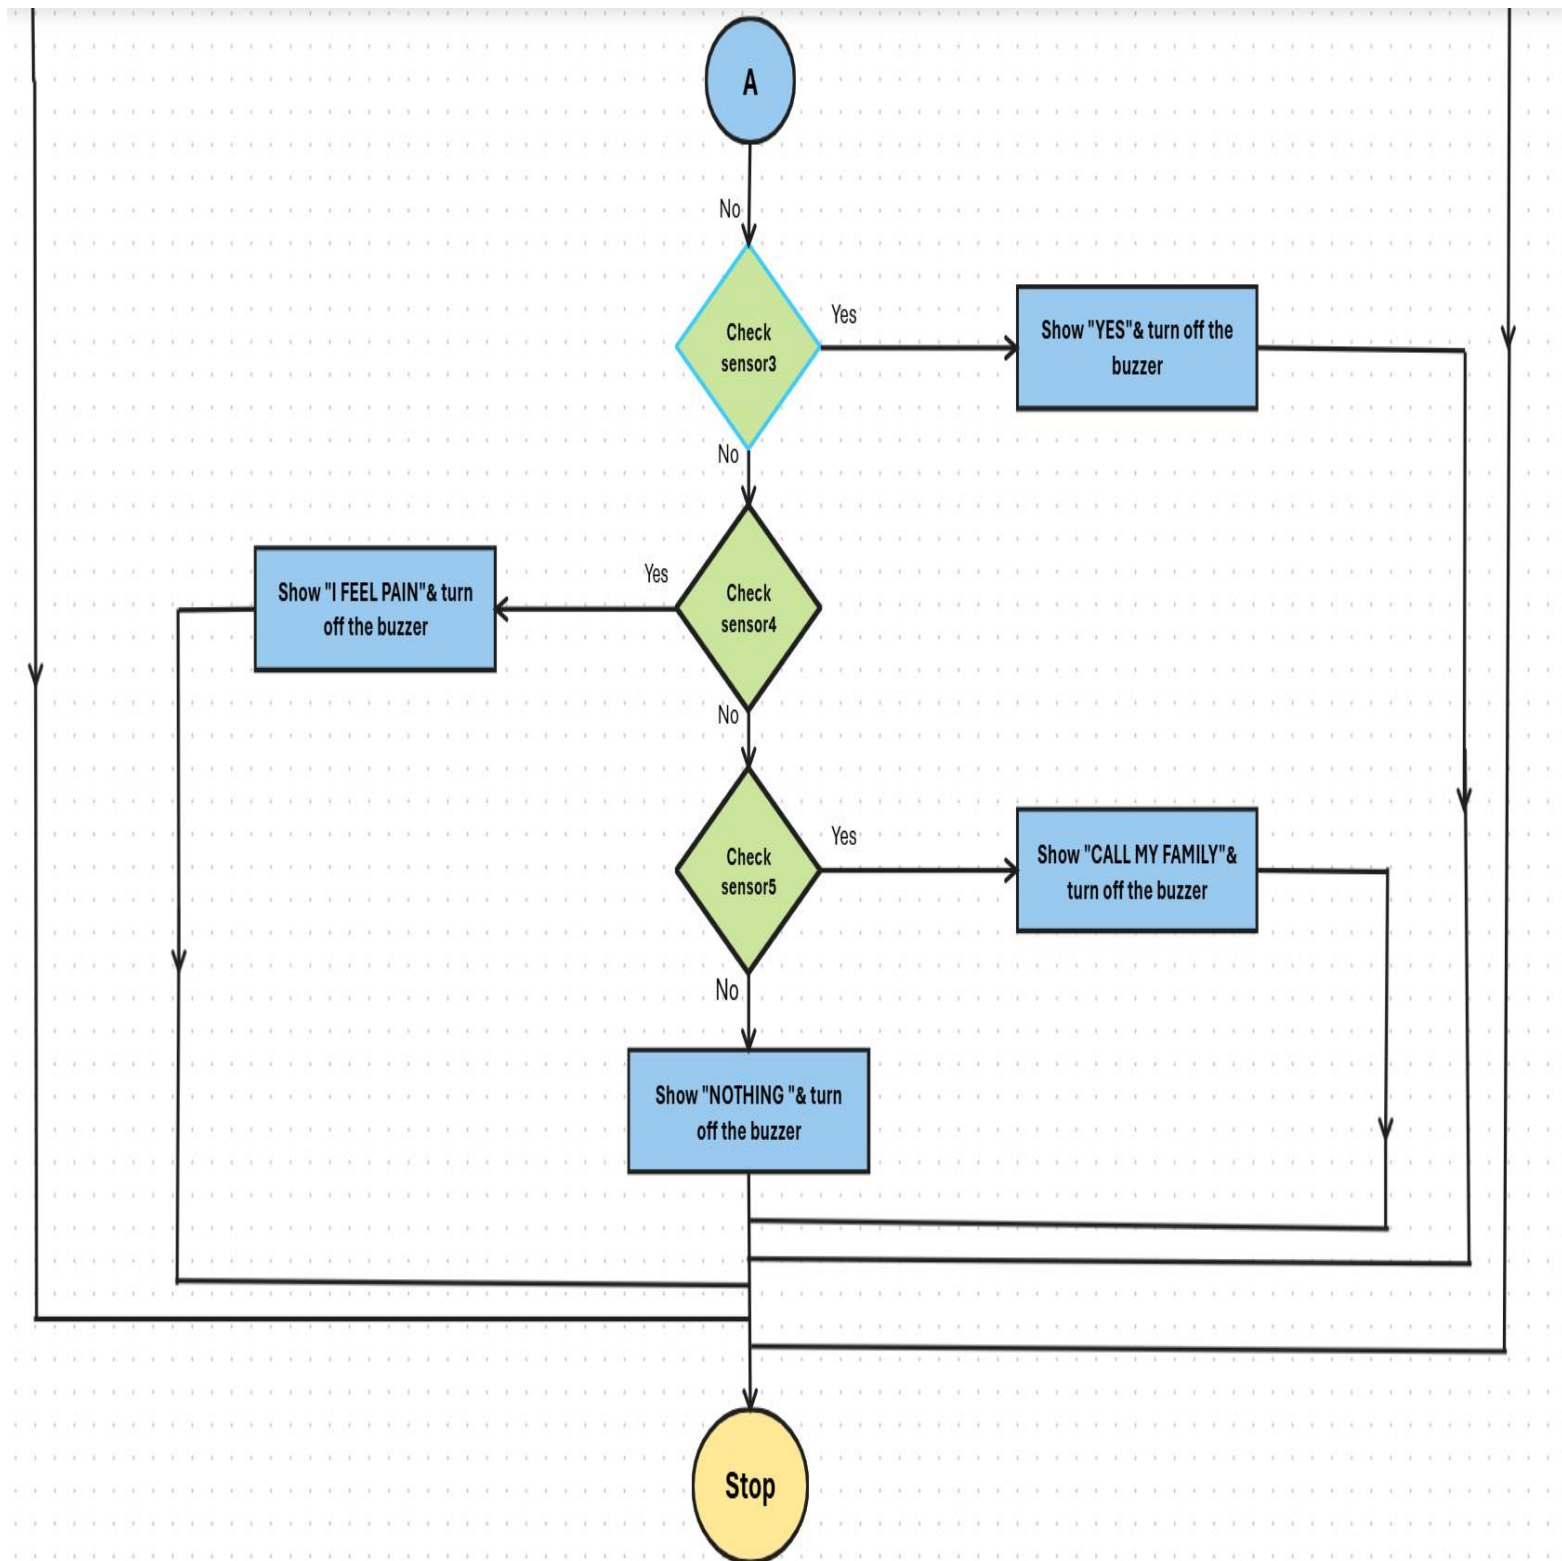 A
No
Check
sensor3
Yes
Show "YES"& turn off the
buzzer
No
Show "I FEEL PAIN"& turn
off the buzzer
Yes
Check
sensor4
No
Check
sensor5
Yes
Show "CALL MY FAMILY"&
turn off the buzzer
No
Show "NOTHING "& turn
off the buzzer
Stop